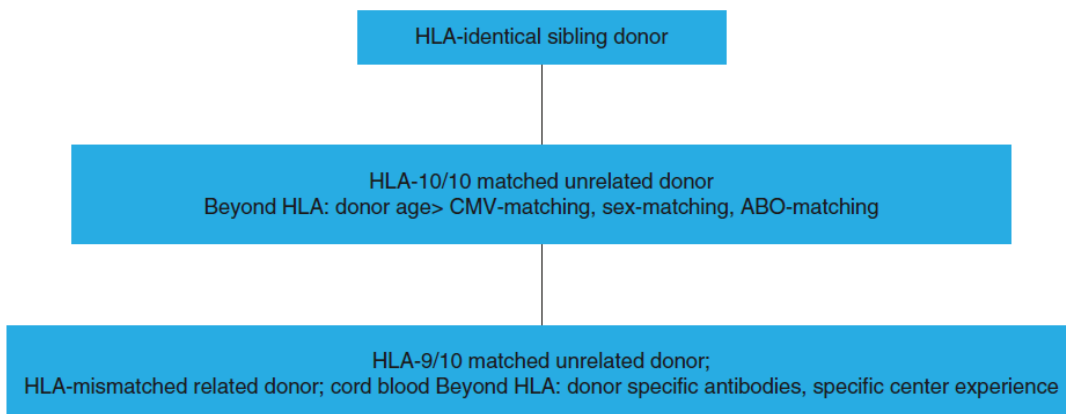 HLA-identical sibling donor
HLA-10/10 matched unrelated donor
Beyond HLA: donor age> CMV-matching, sex-matching, ABO-matching
HLA-9/10 matched unrelated donor;
HLA-mismatched related donor; cord blood Beyond HLA: donor specific antibodies, specific center experience